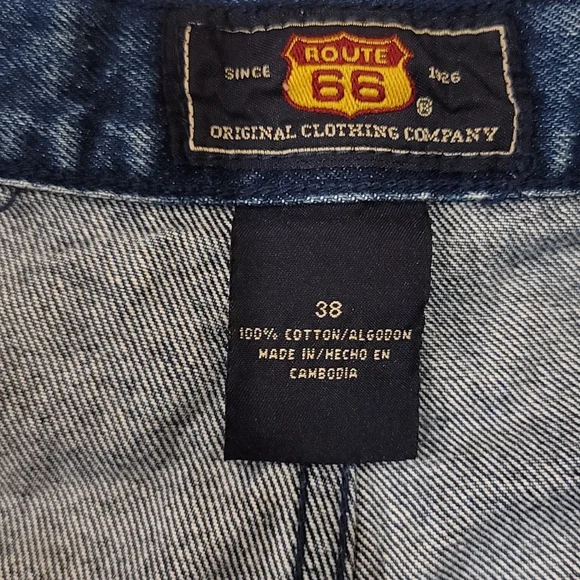 ROUTE
SINCE 66 1926
®
ORIGINAL CLOTHING COMPANY
38
100% COTTON/ALGODON
MADE IN/HECHO EN
CAMBODIA